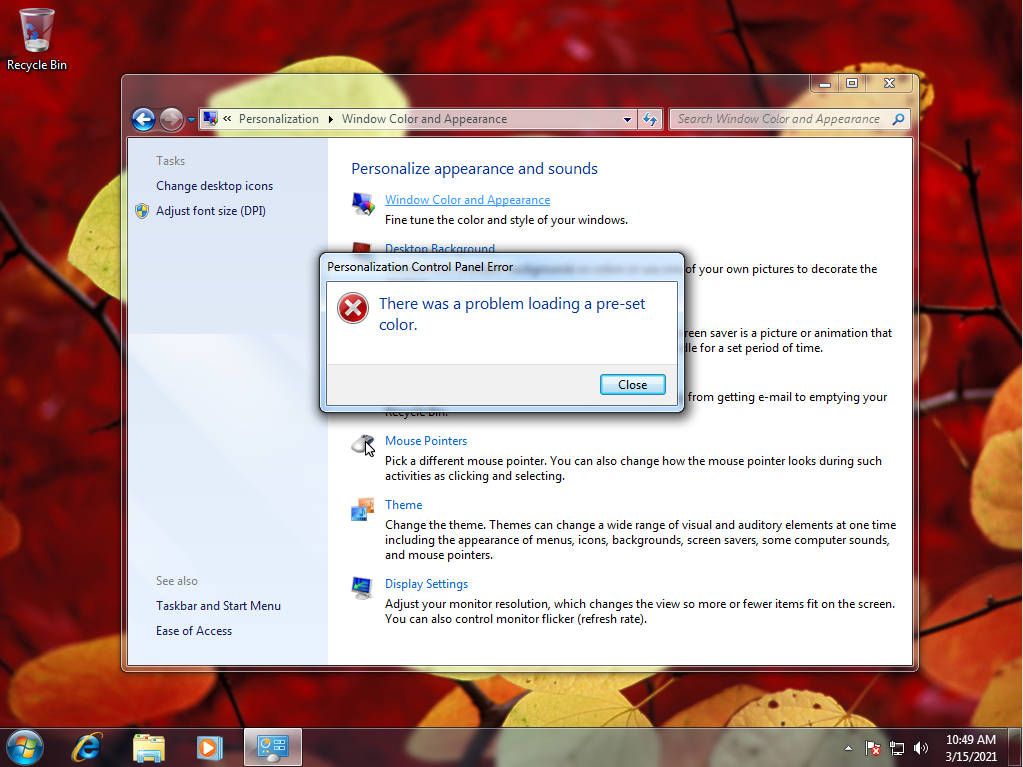 Recycle Bin
« Personalization Window Color and Appearance
Search Window Color and Appearance
Tasks
Change desktop icons
Adjust font size (DPI)
Personalize appearance and sounds
Window Color and Appearance
Fine tune the color and style of your windows.
Desktop Background
of your own pictures to decorate the
Personalization Control Panel Error
There was a problem loading a pre-set
color.
Close
screen saver is a picture or animation that
for a set period of time.
from getting e-mail to emptying your
Recycle Bin.
Mouse Pointers
Pick a different mouse pointer. You can also change how the mouse pointer looks during such
activities as clicking and selecting.
Theme
Change the theme. Themes can change a wide range of visual and auditory elements at one time
including the appearance of menus, icons, backgrounds, screen savers, some computer sounds,
and mouse pointers.
Display Settings
Adjust your monitor resolution, which changes the view so more or fewer items fit on the screen.
You can also control monitor flicker (refresh rate).
See also
Taskbar and Start Menu
Ease of Access
10:49 AM
3/15/2021